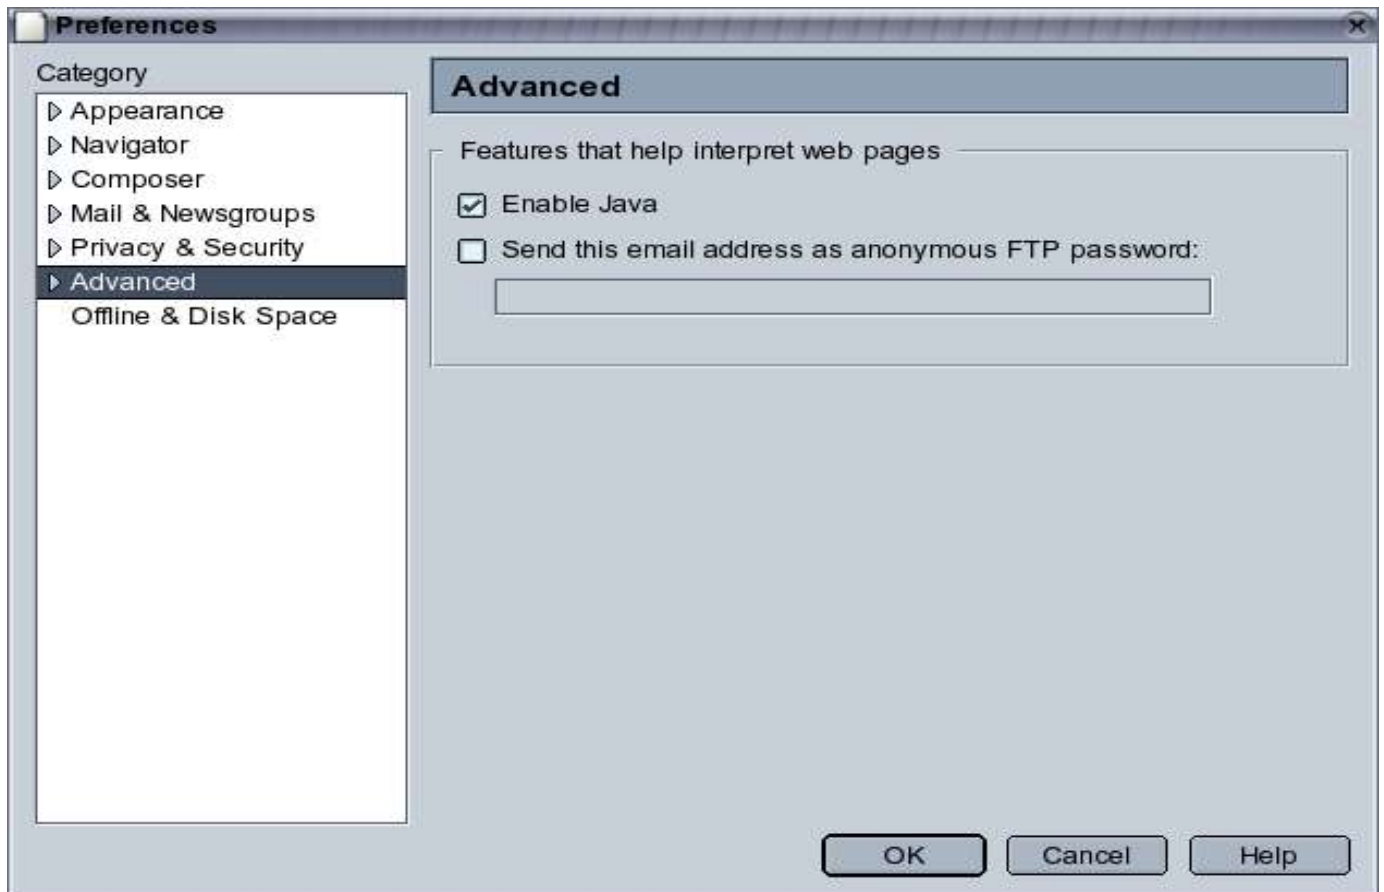 Preferences
Category
Appearance
Navigator
Composer
Mail & Newsgroups
Privacy & Security
Advanced
Offline & Disk Space
Advanced
Features that help interpret web pages
Enable Java
Send this email address as anonymous FTP password:
OK
Cancel
Help